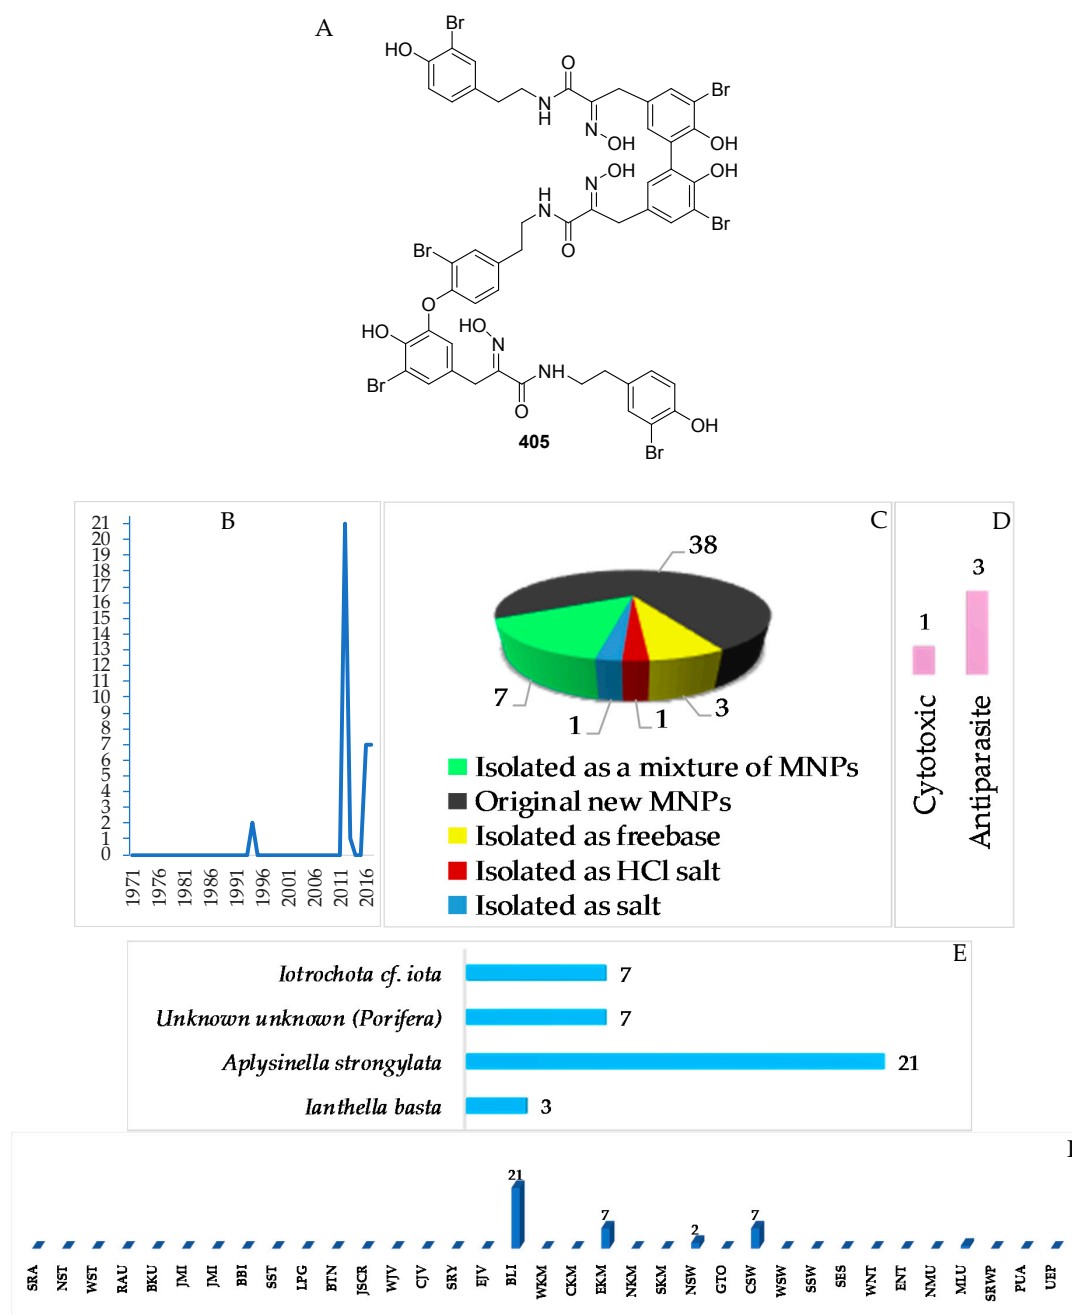 A
Br
HO
O
Br
N
H
N
OH
OH
OH
N
OH
H
N
O
Br
Br
O
HO
HO
N
Br
NH
O
OH
Br
405
B
21
20
19
18
17
16
15
14
13
12
11
10
9
8
7
6
5
4
3
2
1
0
1971 1976 1981 1986 1991 1996 2001 2006 2011 2016
C
38
7
1
1
3
Isolated as a mixture of MNPs
Original new MNPs
Isolated as freebase
Isolated as HCl salt
Isolated as salt
D
1
3
Cytotoxic
Antiparasite
E
Iotrochota cf. iota 7
Unknown unknown (Porifera) 7
Aplysinella strongylata 21
Ianthella basta 3
21 7 2 7
SRA NST WST RAU BKU JMI JMI BBI SST LPG BTN JSCR WJV CJV SRY EJV BLI WKM CKM EKM NKM SKM NSW GTO CSW WSW SSW SES WNT ENT NMU MLU SRWP PUA UEP